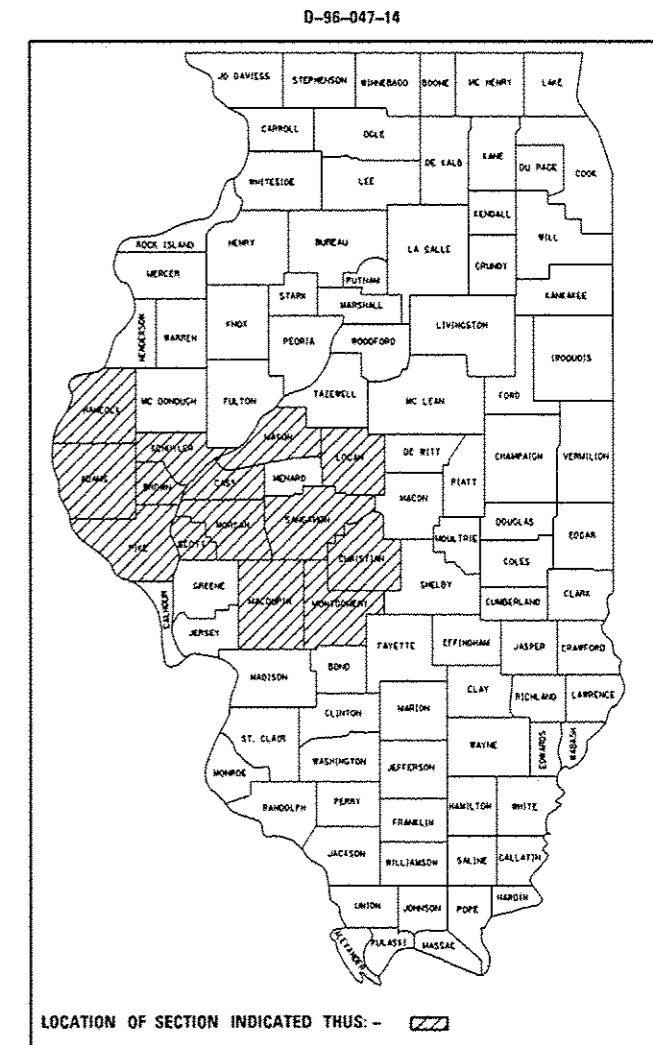 D-96-047-14
JO DAVIESS STEPHENSON WINNEBAGO BOONE MC HENRY LAKE
CARROLL OGLE DE KALB KANE DU PAGE COOK
WHITESIDE LEE
KENDALL WILL
ROCK ISLAND HENRY BUREAU LA SALLE GRUNDY
MERCER PUTNAM KANKAKEE
STARK MARSHALL
HENDERSON WARREN KNOX PEORIA WOODFORD LIVINGSTON IROQUOIS
HANCOCK MC DONOUGH FULTON TAZEWELL MC LEAN FORD
SCHUYLER MASON LOGAN DE WITT CHAMPAIGN VERMILION
ADAMS BROWN CASS MENARD MACON PIATT
MORGAN SANGAMON DOUGLAS EDGAR
PIKE SCOTT CHRISTIAN MOULTRIE COLES
GREENE MACOUPIN MONTGOMERY SHELBY CUMBERLAND CLARK
CALHOUN JERSEY FAYETTE EFFINGHAM JASPER CRAWFORD
MADISON BOND
CLAY RICHLAND LAWRENCE
CLINTON MARION
ST. CLAIR WASHINGTON WAYNE EDWARDS WABASH
MONROE JEFFERSON
RANDOLPH PERRY HAMILTON WHITE
FRANKLIN
JACKSON WILLIAMSON SALINE GALLATIN
UNION JOHNSON POPE HARDIN
ALEXANDER PULASKI MASSAC
LOCATION OF SECTION INDICATED THUS: -